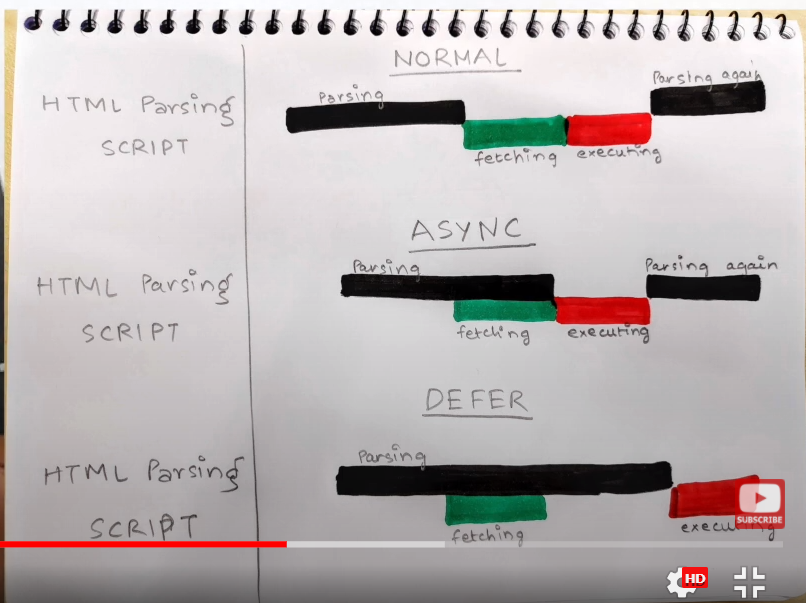 NORMAL
Parsing
Parsing again
HTML Parsing
SCRIPT
fetching
executing
ASYNC
Parsing
Parsing again
HTML Parsing
SCRIPT
fetching
executing
DEFER
Parsing
HTML Parsing
SCRIPT
fetching
executing
SUBSCRIBE
HD